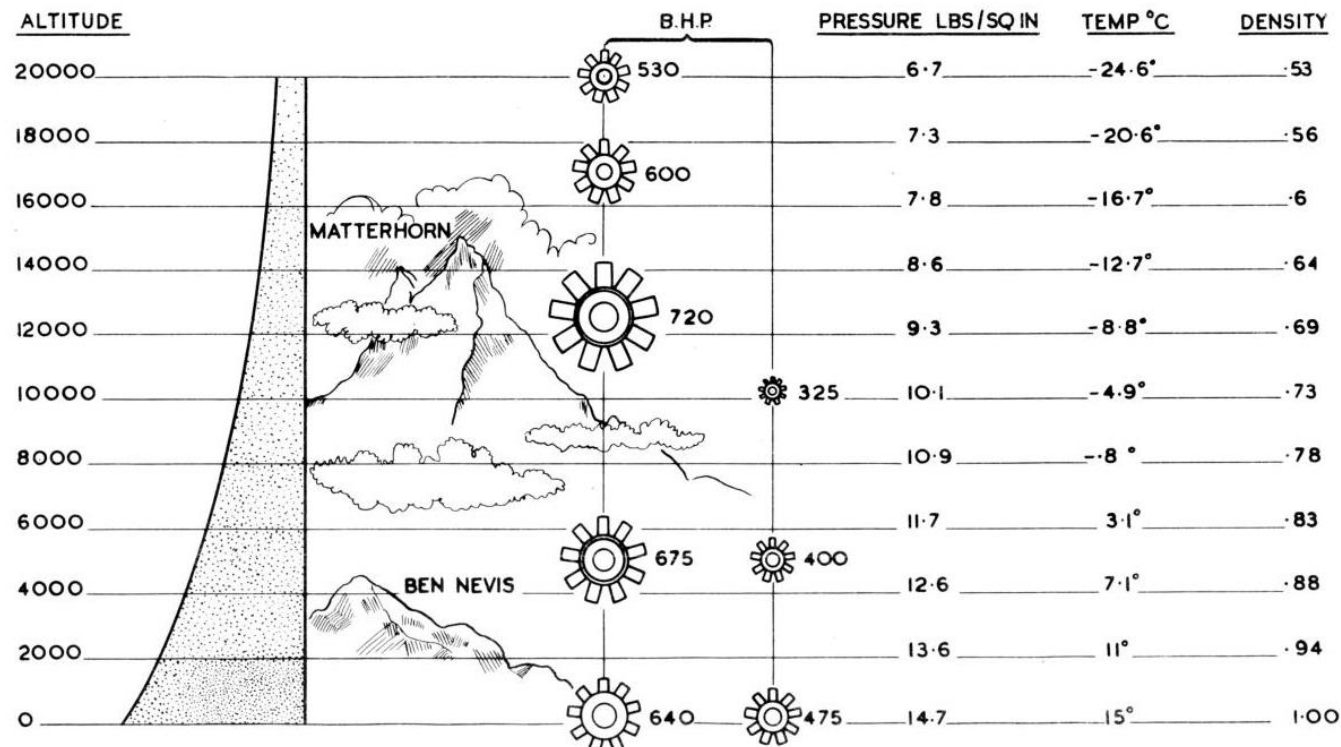 ALTITUDE B.H.P. PRESSURE LBS/SQ IN TEMP °C DENSITY
20000 530 6·7 -24·6° ·53
18000 7·3 -20·6° ·56
600
16000 7·8 -16·7° ·6
MATTERHORN
14000 8·6 -12·7° ·64
12000 720 9·3 -8·8° ·69
10000 325 10·1 -4·9° ·73
8000 10·9 -·8° ·78
6000 11·7 3·1° ·83
675 400
4000 BEN NEVIS 12·6 7·1° ·88
2000 13·6 11° ·94
0 640 475 14·7 15° 1·00